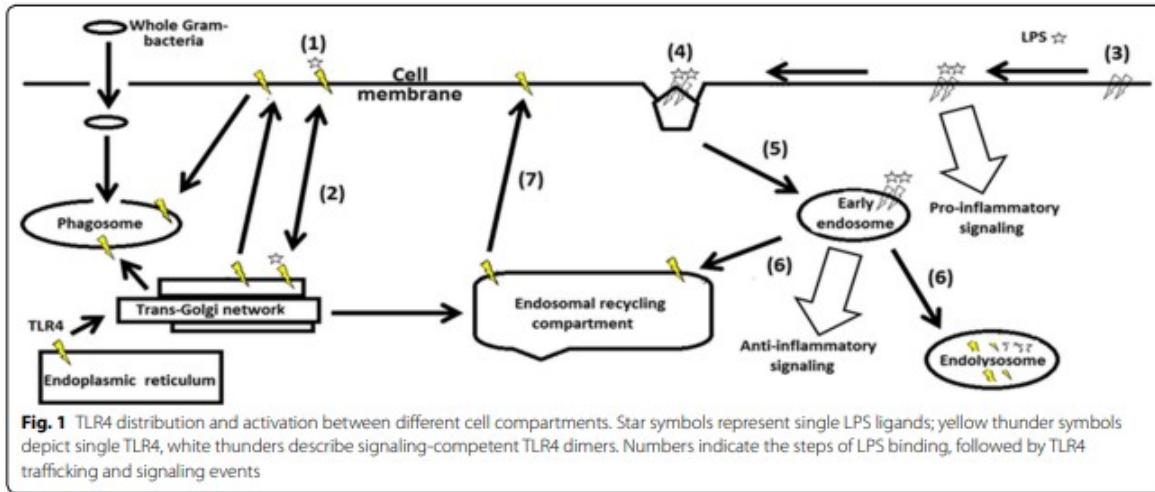 Whole Gram-
bacteria
(1)
Cell
membrane
(4)
LPS
(3)
(2)
(7)
(5)
Phagosome
Early
endosome
Pro-inflammatory
signaling
(6)
(6)
Trans-Golgi network
Endosomal recycling
compartment
TLR4
Anti-inflammatory
signaling
Endolysosome
Endoplasmic reticulum
Fig. 1 TLR4 distribution and activation between different cell compartments. Star symbols represent single LPS ligands; yellow thunder symbols
depict single TLR4, white thunders describe signaling-competent TLR4 dimers. Numbers indicate the steps of LPS binding, followed by TLR4
trafficking and signaling events